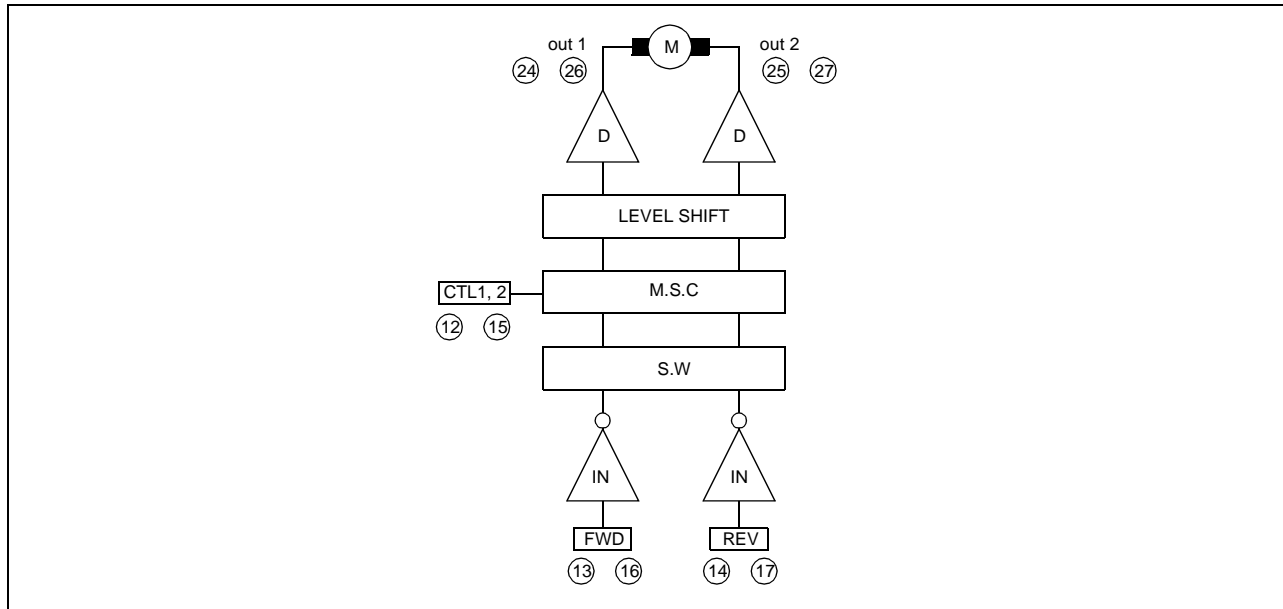 out 1 M out 2
24 26 25 27
D D
LEVEL SHIFT
CTL1, 2 M.S.C
12 15
S.W
IN IN
FWD REV
13 16 14 17